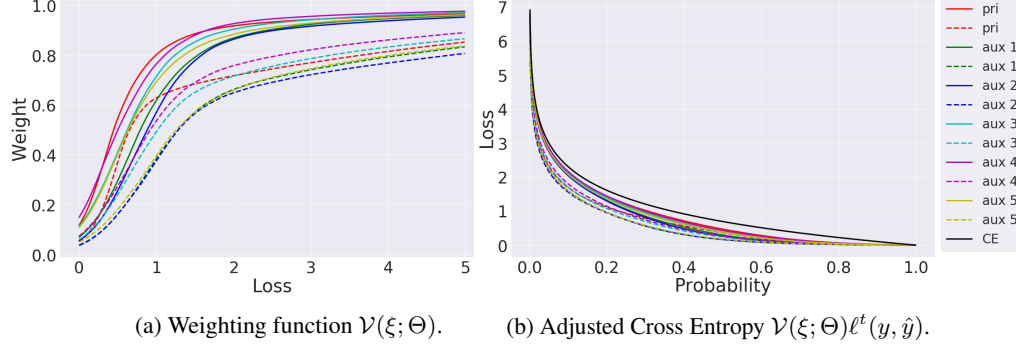 1.0
0.8
0.6
0.4
0.2
0.0
Weight
0
1
2
3
4
5
Loss
(a) Weighting function 𝒱(ξ; Θ).
7
6
5
4
3
2
1
0
Loss
0.0
0.2
0.4
0.6
0.8
1.0
Probability
(b) Adjusted Cross Entropy 𝒱(ξ; Θ)ℓᵗ(y, ŷ).
pri
pri
aux 1
aux 1
aux 2
aux 2
aux 3
aux 3
aux 4
aux 4
aux 5
aux 5
CE